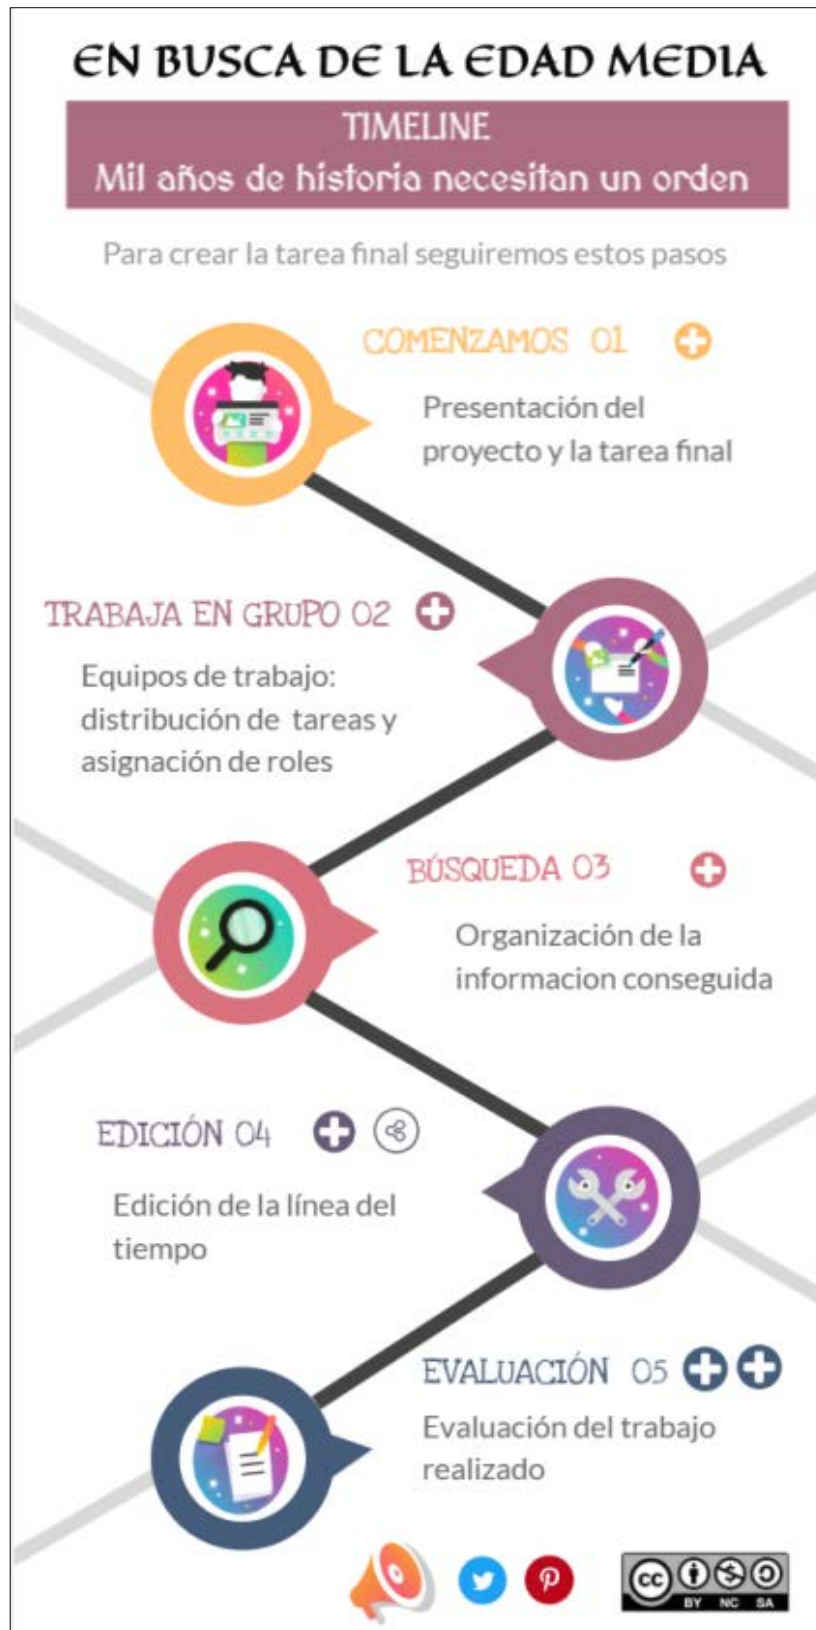 EN BUSCA DE LA EDAD MEDIA
TIMELINE
Mil años de historia necesitan un orden
Para crear la tarea final seguiremos estos pasos
COMENZAMOS 01
Presentación del
proyecto y la tarea final
TRABAJA EN GRUPO 02
Equipos de trabajo:
distribución de tareas y
asignación de roles
BÚSQUEDA 03
Organización de la
informacion conseguida
EDICIÓN 04
Edición de la línea del
tiempo
EVALUACIÓN 05
Evaluación del trabajo
realizado
cc
BY NC SA